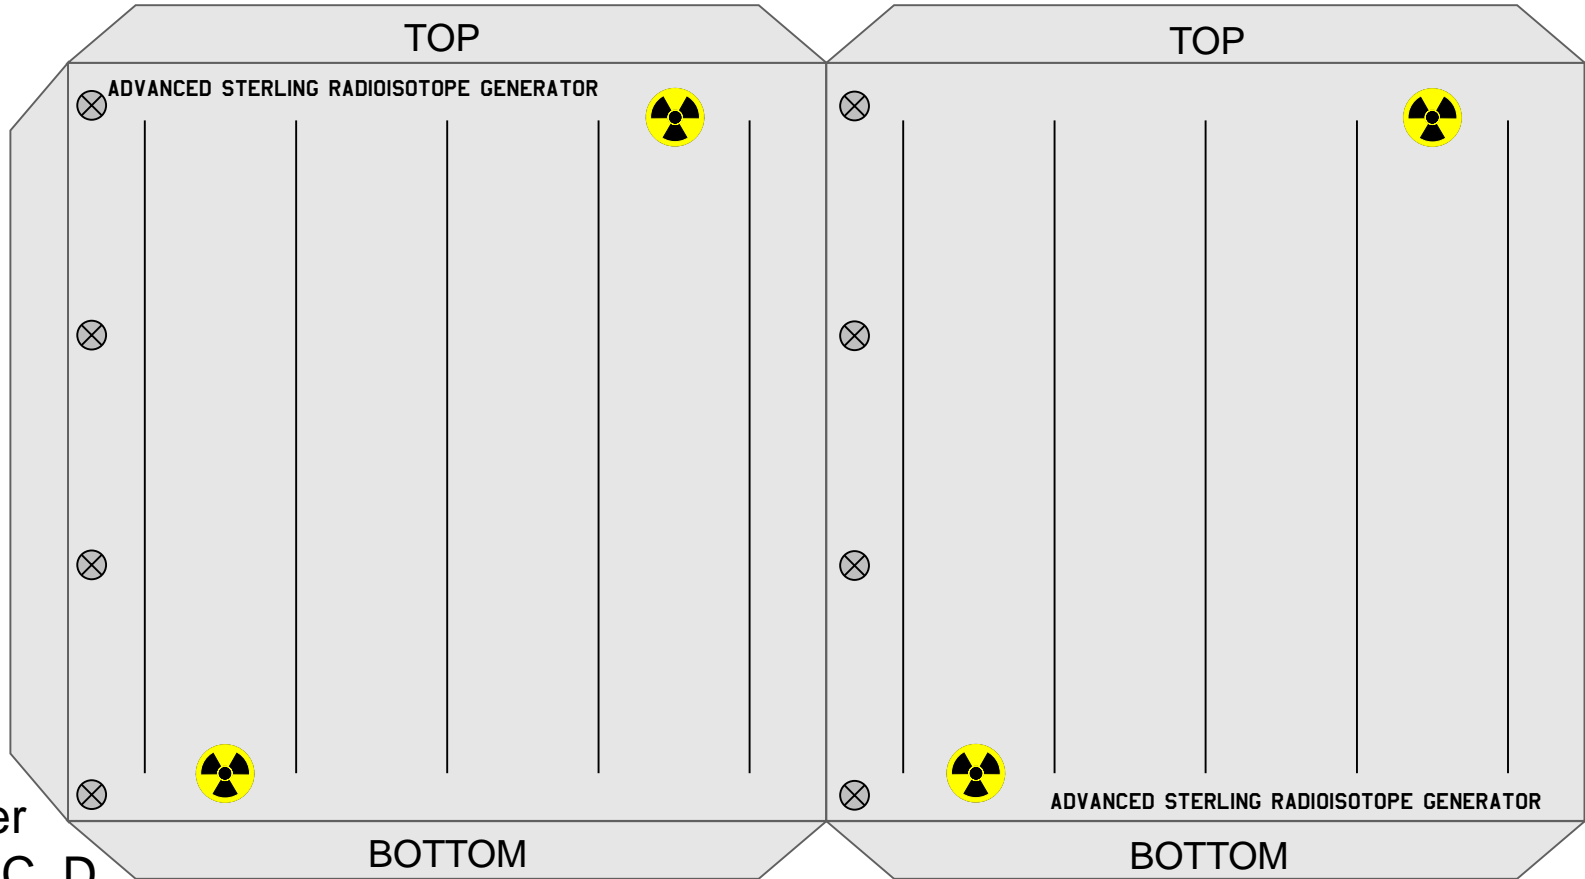 TOP
TOP
ADVANCED STERLING RADIOISOTOPE GENERATOR
ADVANCED STERLING RADIOISOTOPE GENERATOR
BOTTOM
BOTTOM
C, D